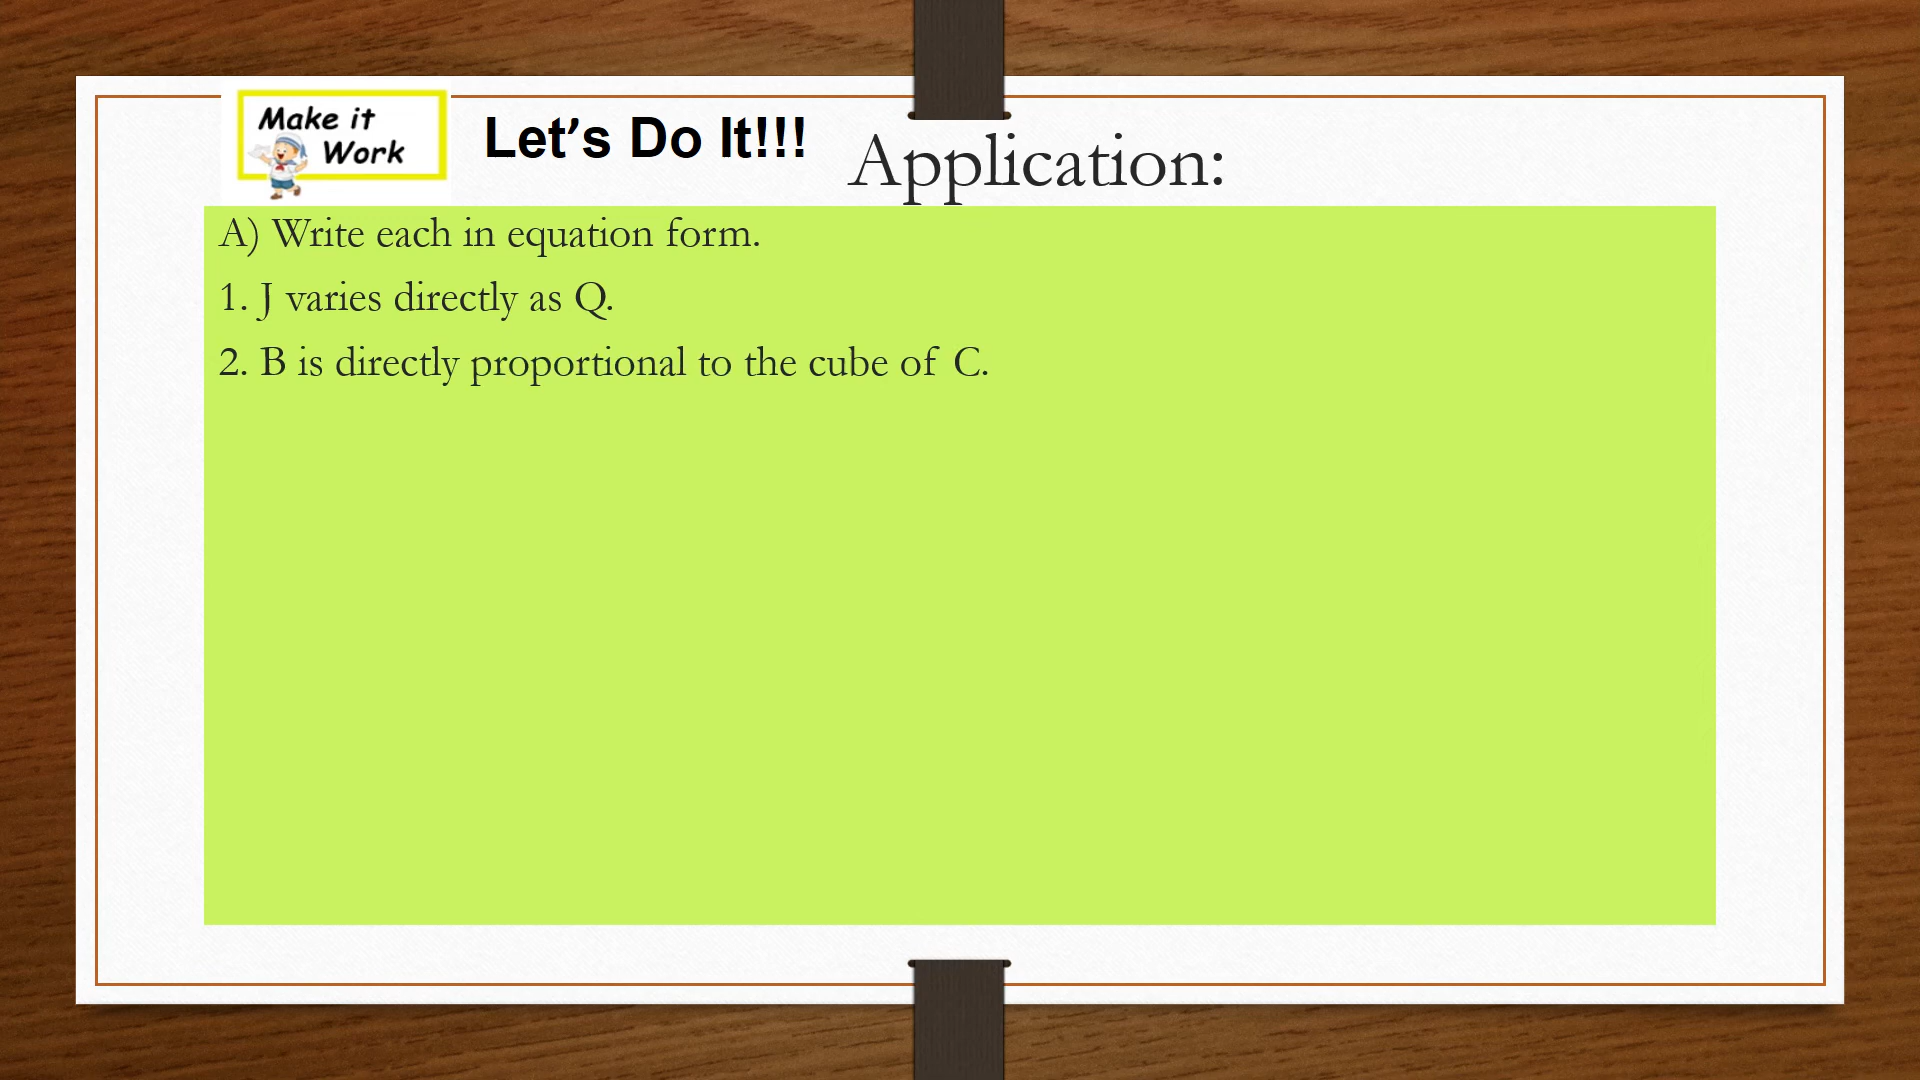 Make it
Work
Let's Do It!!!
Application:
A) Write each in equation form.
1. J varies directly as Q.
2. B is directly proportional to the cube of C.